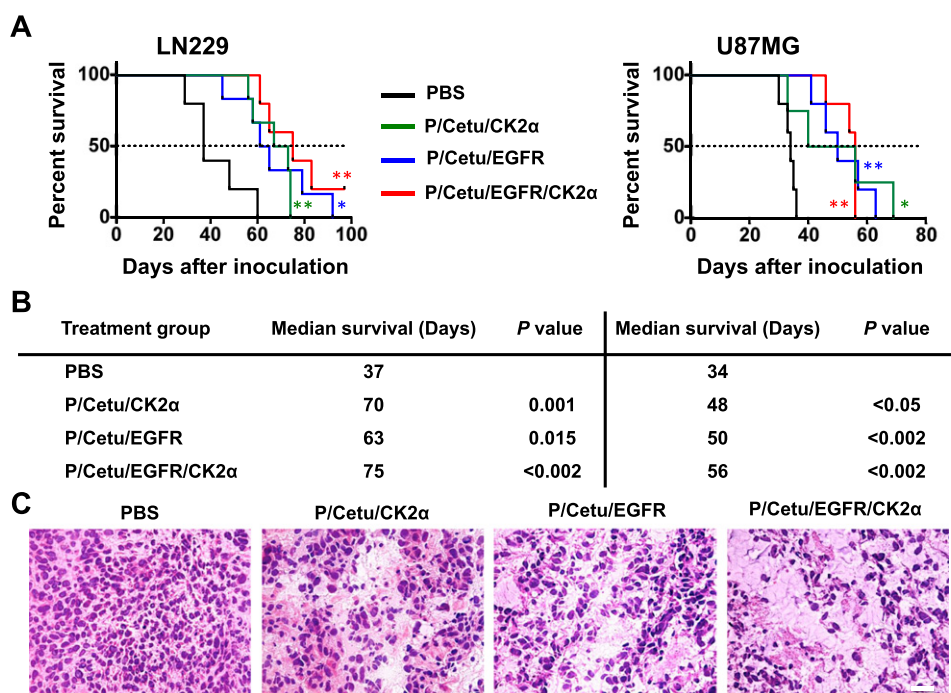 A
LN229
U87MG
Percent survival
100
50
0
0 20 40 60 80 100
Days after inoculation
**
**
*
PBS
P/Cetu/CK2α
P/Cetu/EGFR
P/Cetu/EGFR/CK2α
Percent survival
100
50
0
0 20 40 60 80
Days after inoculation
**
**
*
B
Treatment group Median survival (Days) P value Median survival (Days) P value
PBS 37 34
P/Cetu/CK2α 70 0.001 48 <0.05
P/Cetu/EGFR 63 0.015 50 <0.002
P/Cetu/EGFR/CK2α 75 <0.002 56 <0.002
C
PBS P/Cetu/CK2α P/Cetu/EGFR P/Cetu/EGFR/CK2α